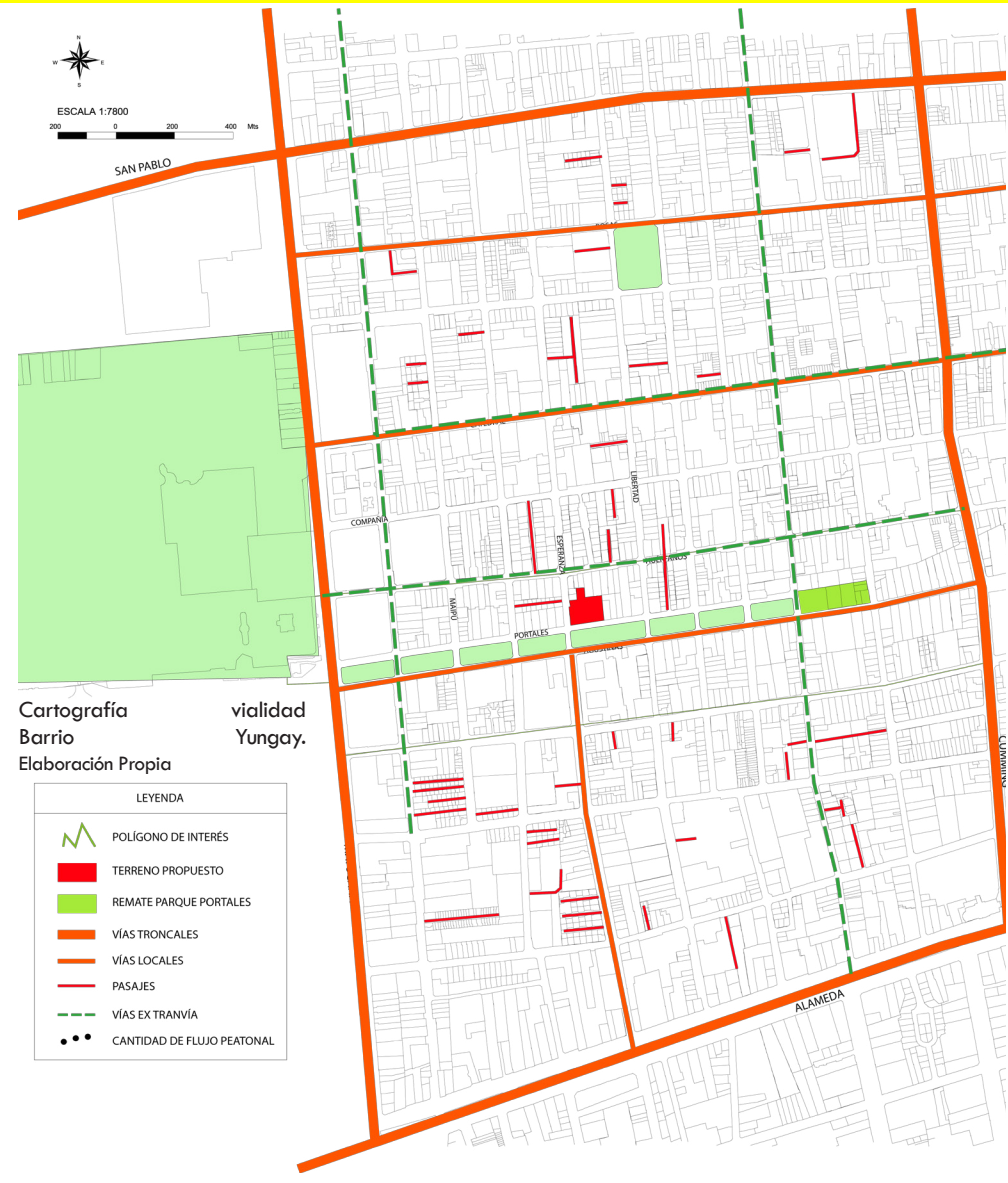 N
W E
S
ESCALA 1:7800
200 0 200 400 Mts
SAN PABLO
LIBERTAD
COMPAÑÍA
ESPERANZA
MAIPÚ
PORTALES
CUMMING
ALAMEDA
Cartografía vialidad
Barrio Yungay.
Elaboración Propia
LEYENDA
POLÍGONO DE INTERÉS
TERRENO PROPUESTO
REMATE PARQUE PORTALES
VÍAS TRONCALES
VÍAS LOCALES
PASAJES
VÍAS EX TRANVÍA
CANTIDAD DE FLUJO PEATONAL